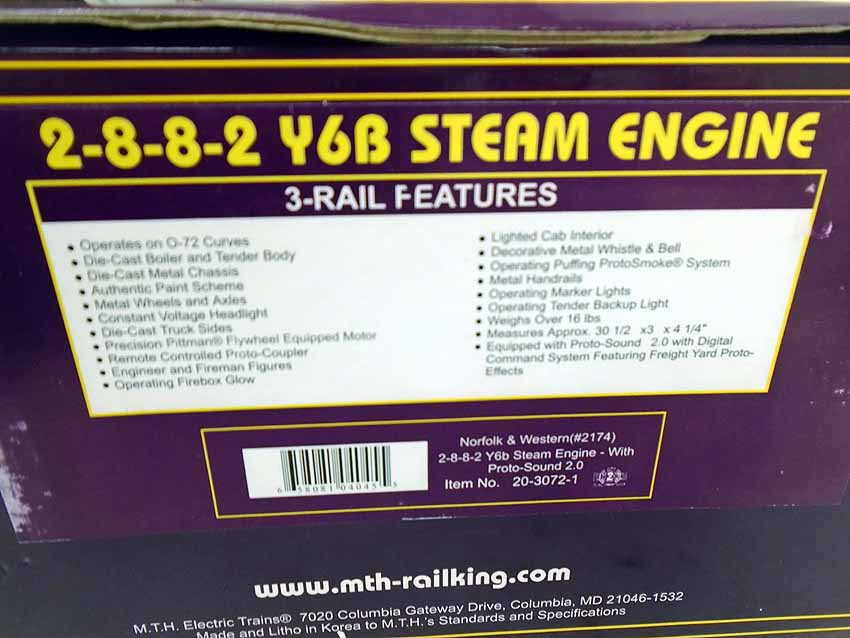 2-8-8-2 Y6B STEAM ENGINE
3-RAIL FEATURES
• Operates on O-72 Curves
• Die-Cast Boiler and Tender Body
• Die-Cast Metal Chassis
• Authentic Paint Scheme
• Metal Wheels and Axles
• Constant Voltage Headlight
• Die-Cast Truck Sides
• Precision Pittman® Flywheel Equipped Motor
• Remote Controlled Proto-Coupler
• Engineer and Fireman Figures
• Operating Firebox Glow
• Lighted Cab Interior
• Decorative Metal Whistle & Bell
• Operating Puffing ProtoSmoke® System
• Metal Handrails
• Operating Marker Lights
• Operating Tender Backup Light
• Weighs Over 16 lbs
• Measures Approx. 30 1/2 x3 x 4 1/4"
• Equipped with Proto-Sound 2.0 with Digital
Command System Featuring Freight Yard Proto-
Effects
6 58081 04045 5
Norfolk & Western(#2174)
2-8-8-2 Y6b Steam Engine - With
Proto-Sound 2.0
Item No. 20-3072-1
www.mth-railking.com
M.T.H. Electric Trains® 7020 Columbia Gateway Drive, Columbia, MD 21046-1532
Made and Litho in Korea to M.T.H.'s Standards and Specifications